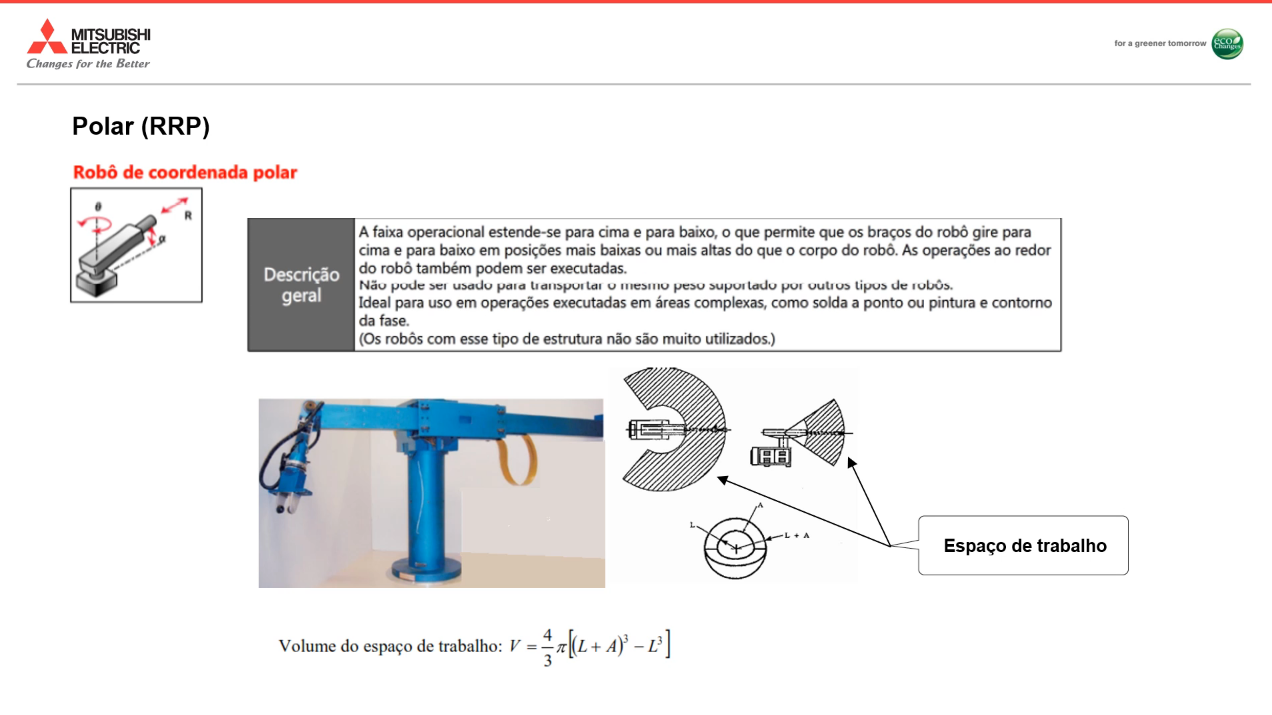 MITSUBISHI
ELECTRIC
Changes for the Better
for a greener tomorrow
eco
Changes
Polar (RRP)
Robô de coordenada polar
θ
R
α
Descrição
geral
A faixa operacional estende-se para cima e para baixo, o que permite que os braços do robô gire para
cima e para baixo em posições mais baixas ou mais altas do que o corpo do robô. As operações ao redor
do robô também podem ser executadas.
Não pode ser usado para transportar o mesmo peso suportado por outros tipos de robôs.
Ideal para uso em operações executadas em áreas complexas, como solda a ponto ou pintura e contorno
da fase.
(Os robôs com esse tipo de estrutura não são muito utilizados.)
A
L
L + A
Espaço de trabalho
Volume do espaço de trabalho: V = 4/3 π[(L + A)³ − L³]